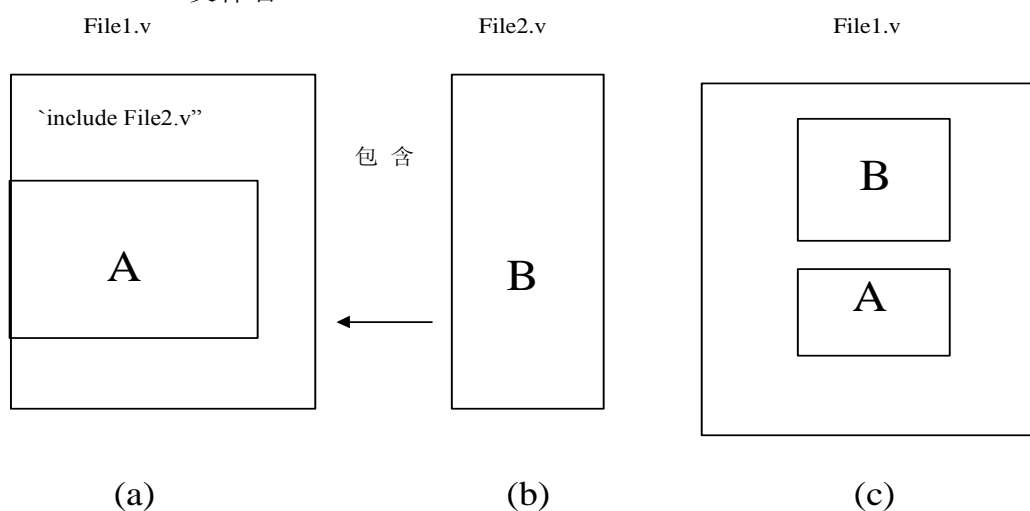 File1.v
File2.v
File1.v
`include File2.v”
包 含
A
B
B
A
(a)
(b)
(c)